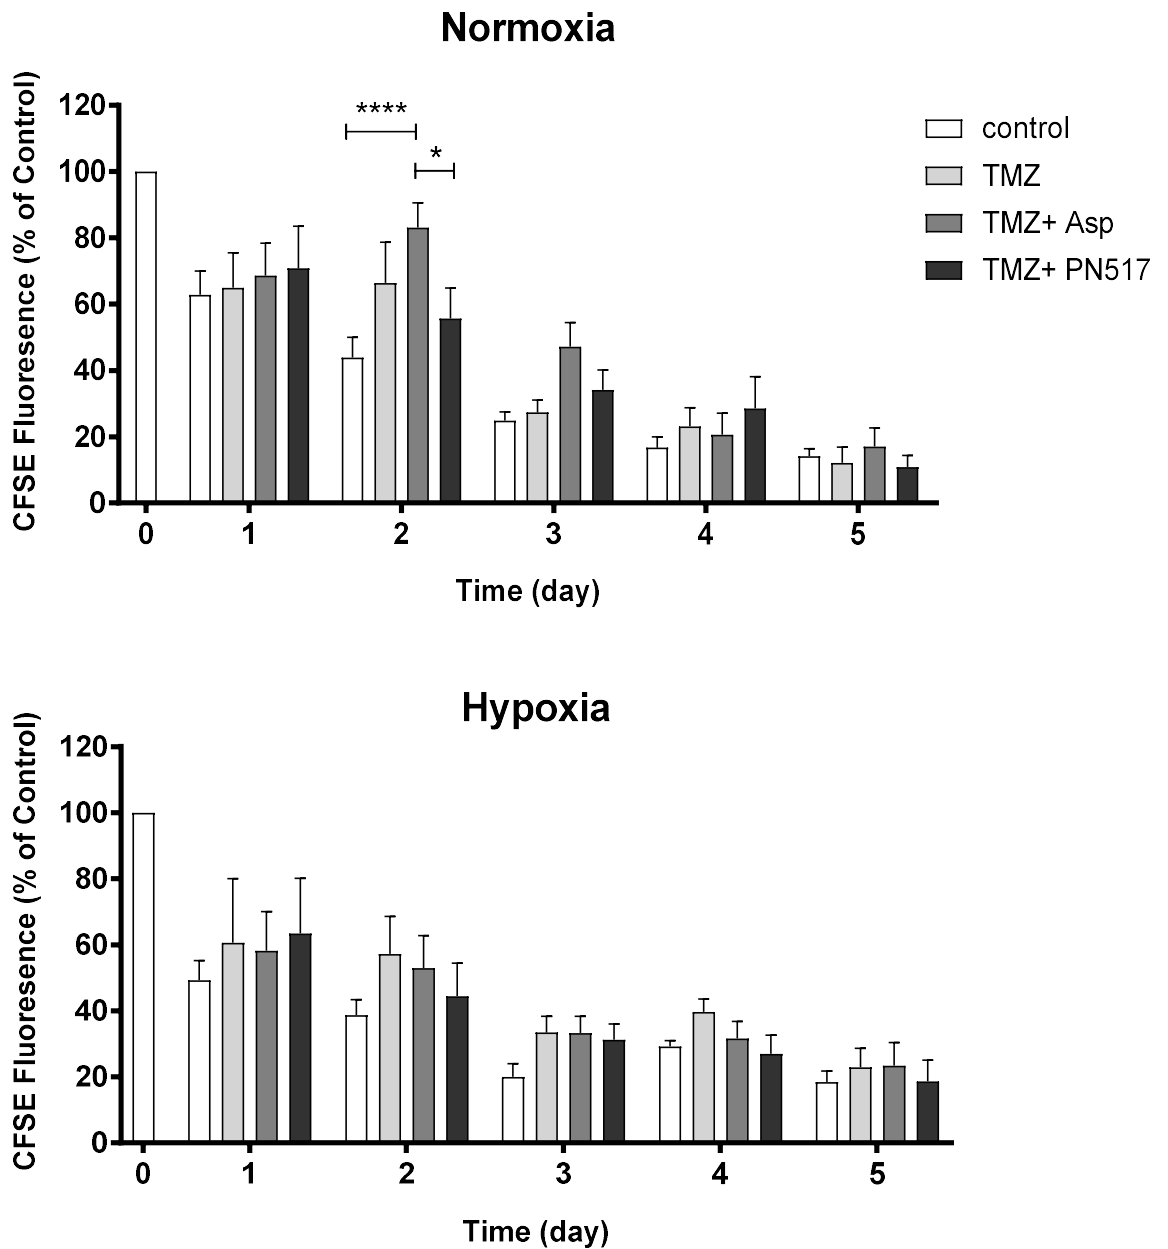 Normoxia
CFSE Fluoresence (% of Control)
120
100
80
60
40
20
0
****
*
control
TMZ
TMZ+ Asp
TMZ+ PN517
0 1 2 3 4 5
Time (day)
Hypoxia
CFSE Fluoresence (% of Control)
120
100
80
60
40
20
0
0 1 2 3 4 5
Time (day)